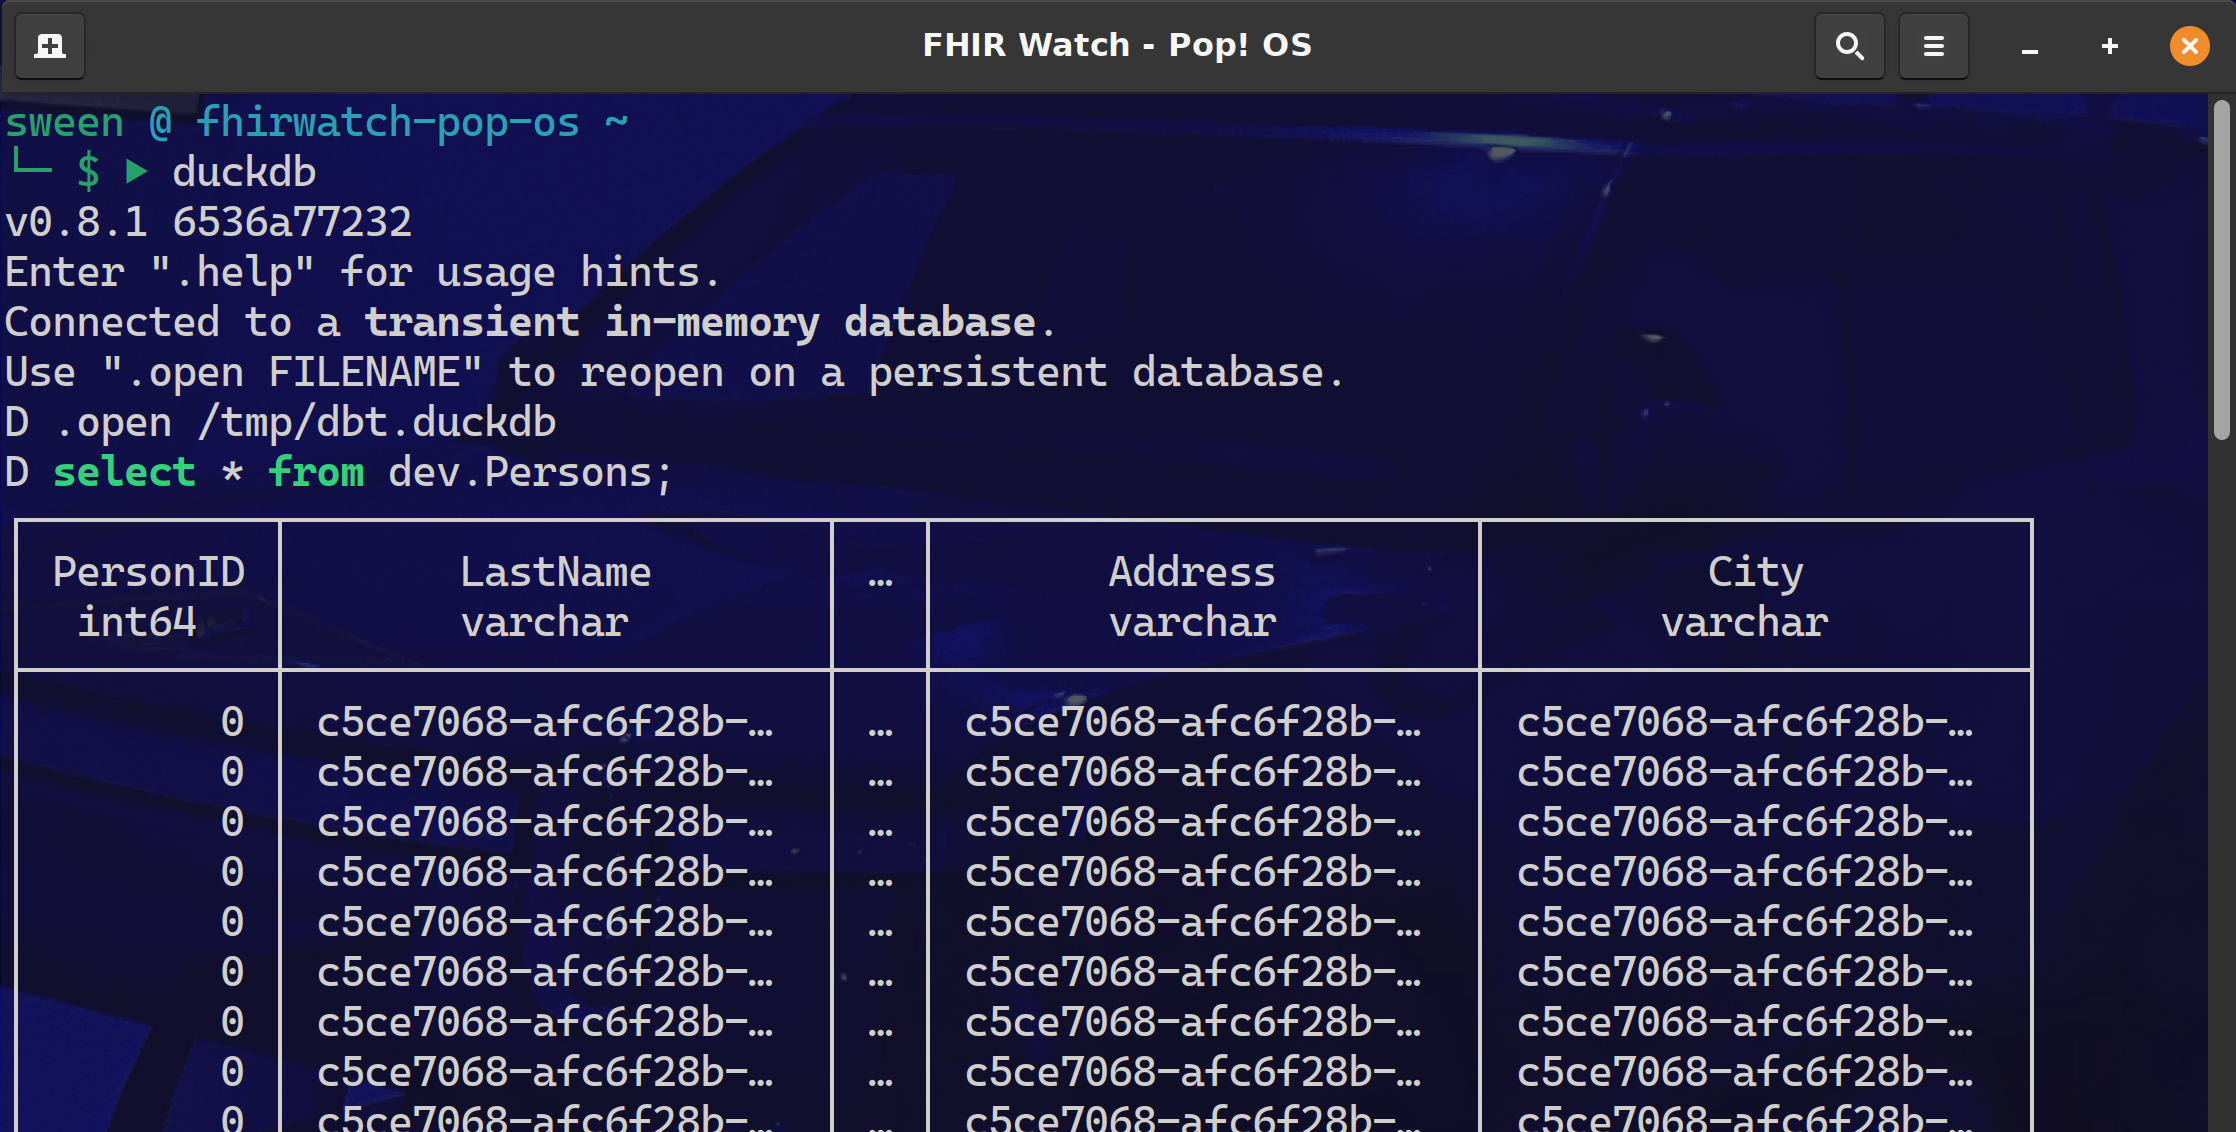 FHIR Watch - Pop! OS
sween @ fhirwatch-pop-os ~
└─ $ ▶ duckdb
v0.8.1 6536a77232
Enter ".help" for usage hints.
Connected to a transient in-memory database.
Use ".open FILENAME" to reopen on a persistent database.
D .open /tmp/dbt.duckdb
D select * from dev.Persons;
PersonID LastName … Address City
int64 varchar varchar varchar
0 c5ce7068-afc6f28b-… … c5ce7068-afc6f28b-… c5ce7068-afc6f28b-…
0 c5ce7068-afc6f28b-… … c5ce7068-afc6f28b-… c5ce7068-afc6f28b-…
0 c5ce7068-afc6f28b-… … c5ce7068-afc6f28b-… c5ce7068-afc6f28b-…
0 c5ce7068-afc6f28b-… … c5ce7068-afc6f28b-… c5ce7068-afc6f28b-…
0 c5ce7068-afc6f28b-… … c5ce7068-afc6f28b-… c5ce7068-afc6f28b-…
0 c5ce7068-afc6f28b-… … c5ce7068-afc6f28b-… c5ce7068-afc6f28b-…
0 c5ce7068-afc6f28b-… … c5ce7068-afc6f28b-… c5ce7068-afc6f28b-…
0 c5ce7068-afc6f28b-… … c5ce7068-afc6f28b-… c5ce7068-afc6f28b-…
0 c5ce7068-afc6f28b-… … c5ce7068-afc6f28b-… c5ce7068-afc6f28b-…